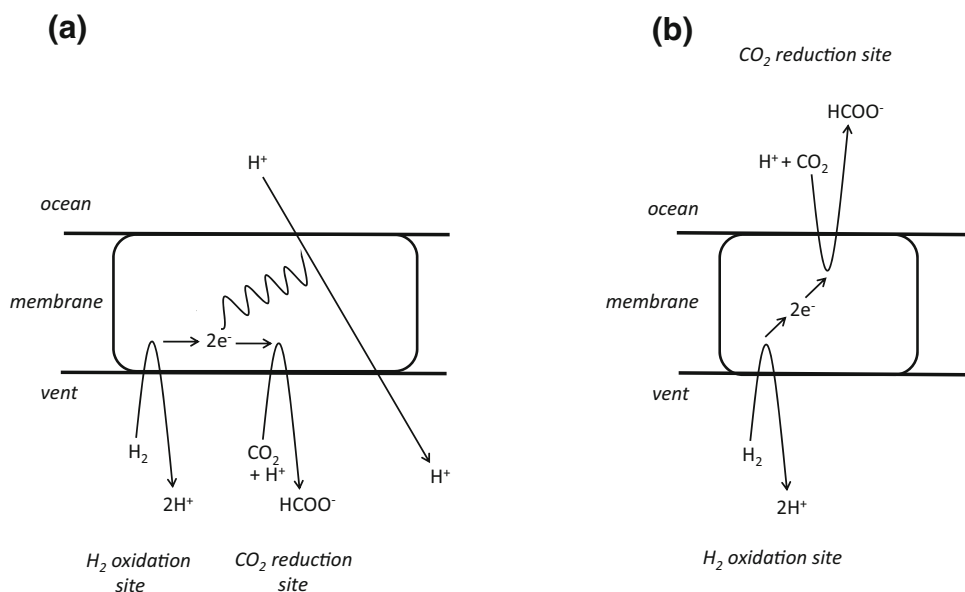 (a)
H⁺
ocean
membrane
2e⁻
vent
H₂
CO₂
+ H⁺
2H⁺
HCOO⁻
H⁺
H₂ oxidation
site
CO₂ reduction
site
(b)
CO₂ reduction site
HCOO⁻
H⁺ + CO₂
ocean
membrane
2e⁻
vent
H₂
2H⁺
H₂ oxidation site